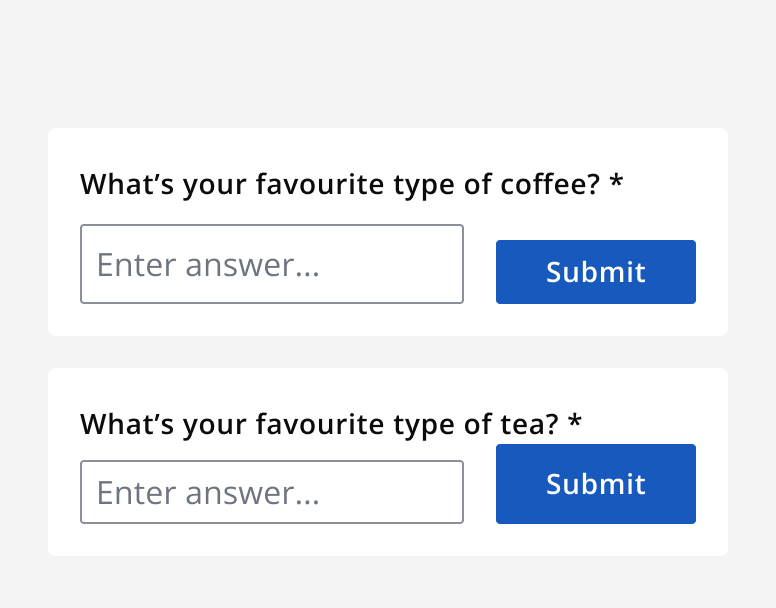 What’s your favourite type of coffee? *
Enter answer...
Submit
What’s your favourite type of tea? *
Enter answer...
Submit